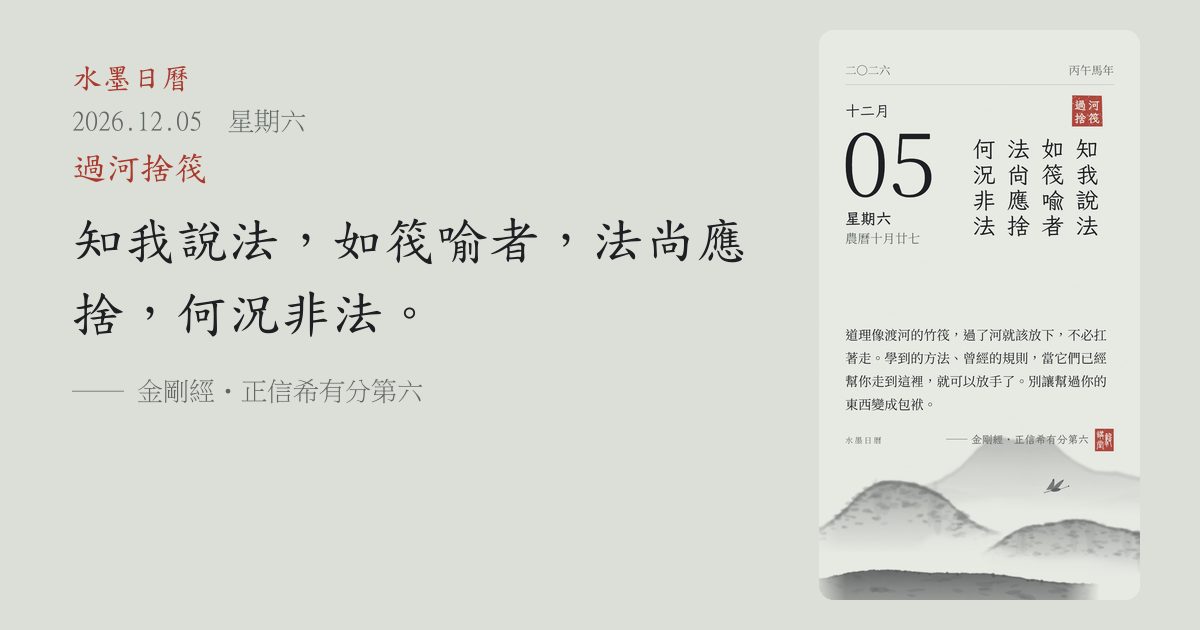 水墨日曆
2026.12.05 星期六
過河捨筏
知我說法，如筏喻者，法尚應
捨，何況非法。
—— 金剛經・正信希有分第六
二〇二六
丙午馬年
十二月
05
星期六
農曆十月廿七
河筏
過捨
知我說法
如筏喻者
法尚應捨
何況非法
道理像渡河的竹筏，過了河就該放下，不必扛
著走。學到的方法、曾經的規則，當它們已經
幫你走到這裡，就可以放手了。別讓幫過你的
東西變成包袱。
水墨日曆
—— 金剛經・正信希有分第六